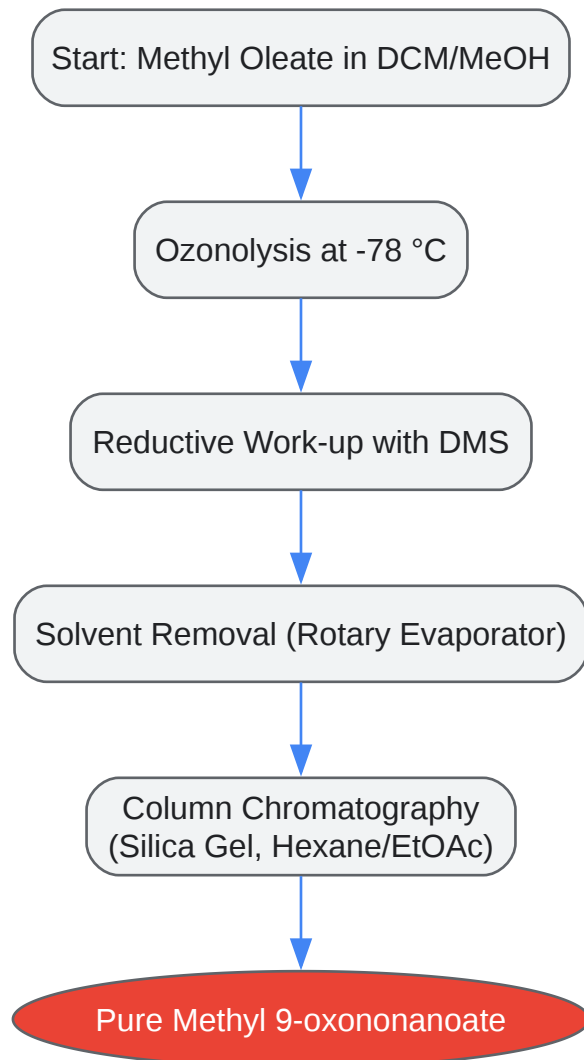 Start: Methyl Oleate in DCM/MeOH
Ozonolysis at -78 °C
Reductive Work-up with DMS
Solvent Removal (Rotary Evaporator)
Column Chromatography
(Silica Gel, Hexane/EtOAc)
Pure Methyl 9-oxononanoate